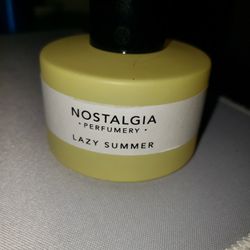 NOSTALGIA
• PERFUMERY •
LAZY SUMMER